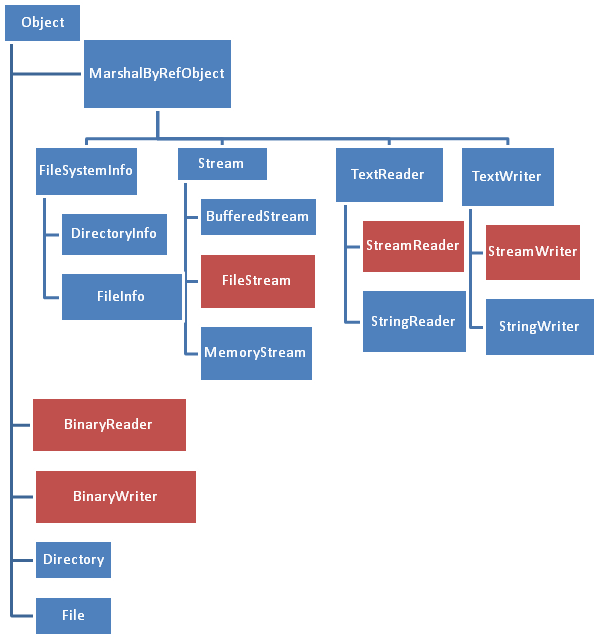 Object
MarshalByRefObject
FileSystemInfo
DirectoryInfo
FileInfo
Stream
BufferedStream
FileStream
MemoryStream
TextReader
StreamReader
StringReader
TextWriter
StreamWriter
StringWriter
BinaryReader
BinaryWriter
Directory
File